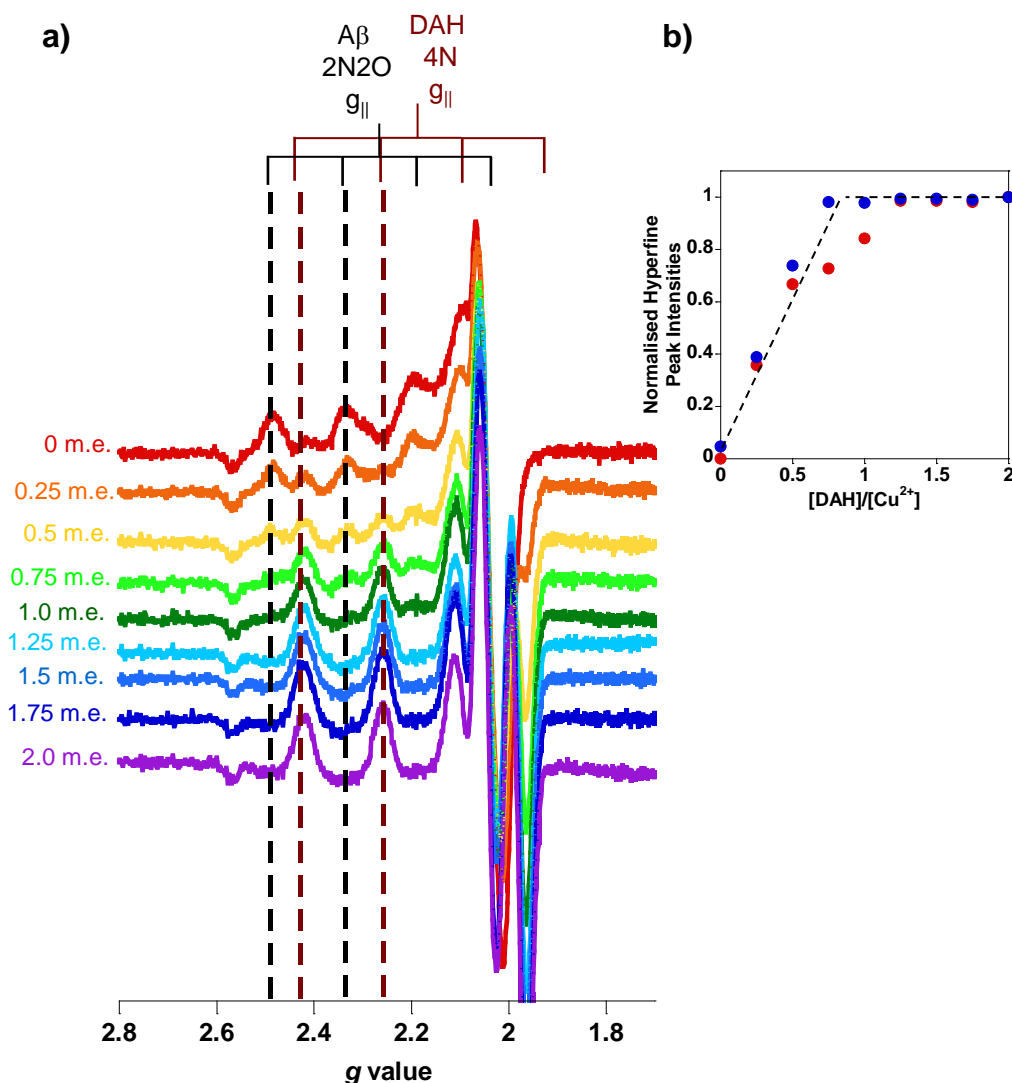 a)
Aβ
2N2O
g||
DAH
4N
g||
0 m.e.
0.25 m.e.
0.5 m.e.
0.75 m.e.
1.0 m.e.
1.25 m.e.
1.5 m.e.
1.75 m.e.
2.0 m.e.
2.8
2.6
2.4
2.2
2
1.8
g value
b)
Normalised Hyperfine
Peak Intensities
1
0.8
0.6
0.4
0.2
0
0
0.5
1
1.5
2
[DAH]/[Cu²⁺]